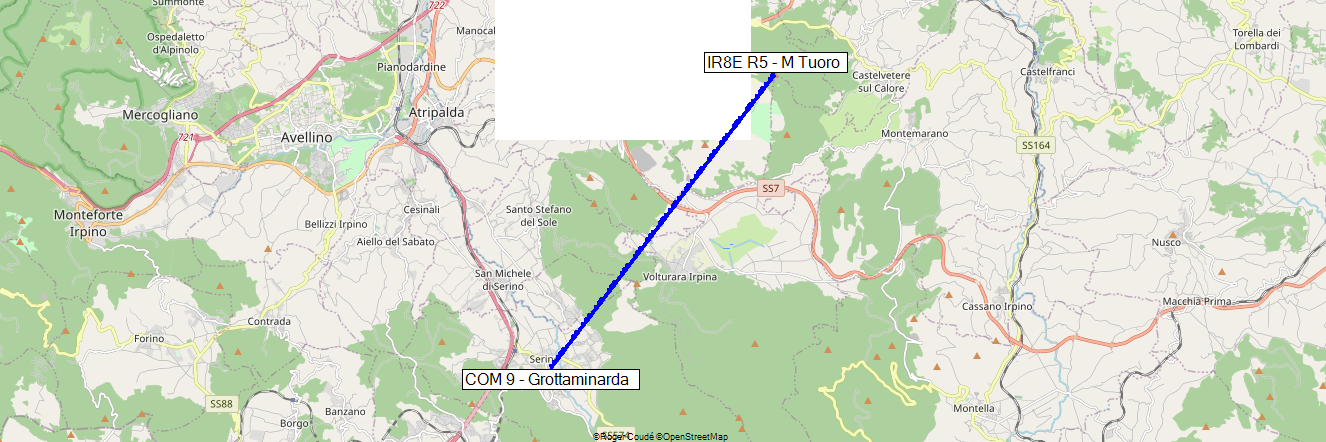 Summonte
722
Ospedaletto
d'Alpinolo
Manocal
Torella dei
Lombardi
Pianodardine
IR8E R5 - M Tuoro
Castelvetere
sul Calore
Castelfranci
Mercogliano
Atripalda
721
Avellino
Montemarano
SS164
SS7
Monteforte
Irpino
Cesinali
Santo Stefano
del Sole
Bellizzi Irpino
Aiello del Sabato
Nusco
San Michele
di Serino
Volturara Irpina
Macchia Prima
Cassano Irpino
Contrada
Forino
Serin
COM 9 - Grottaminarda
SS88
Banzano
Borgo
Montella
©Roger Coudé ©OpenStreetMap